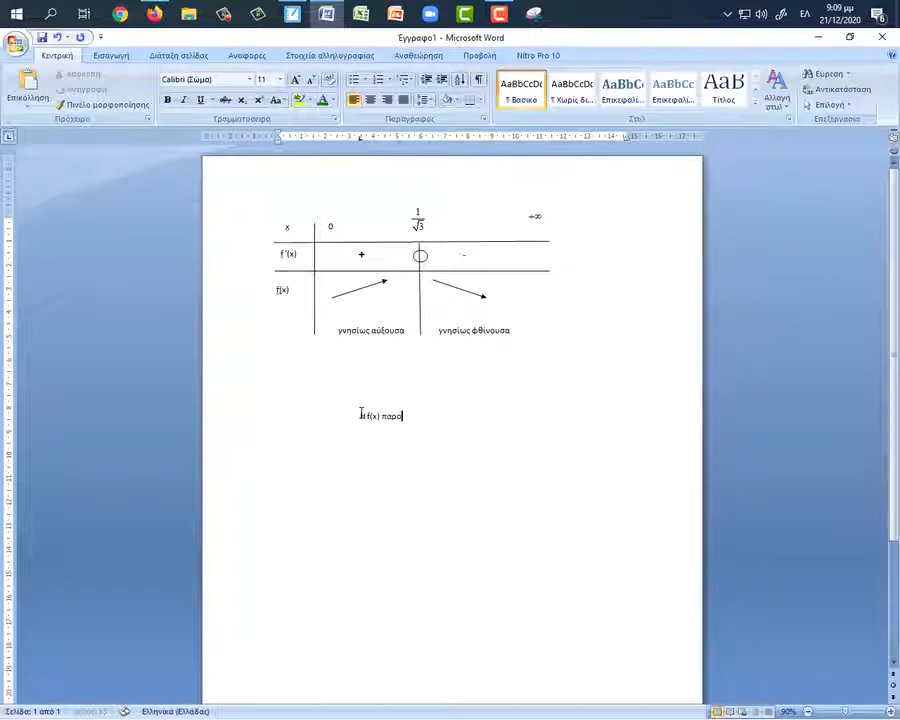 ΕΛ
9:09 μμ
21/12/2020
6
Έγγραφο1 - Microsoft Word
Κεντρική Εισαγωγή Διάταξη σελίδας Αναφορές Στοιχεία αλληλογραφίας Αναθεώρηση Προβολή Nitro Pro 10
Επικόλληση
Αποκοπή
Αντιγραφή
Πινέλο μορφοποίησης
Πρόχειρο
Calibri (Σώμα) 11
Γραμματοσειρά
Παράγραφος
AaBbCcDc AaBbCcDc AaBbC AaBbCc AaB
¶ Βασικό ¶ Χωρίς δι... Επικεφαλί... Επικεφαλί... Τίτλος
Αλλαγή στυλ
Στυλ
Εύρεση
Αντικατάσταση
Επιλογή
Επεξεργασία
x 0 1/√3 +∞
f'(x) + -
f(x)
γνησίως αύξουσα γνησίως φθίνουσα
f(x) παρο
Σελίδα: 1 από 1
Ελληνικά (Ελλάδας)
90%